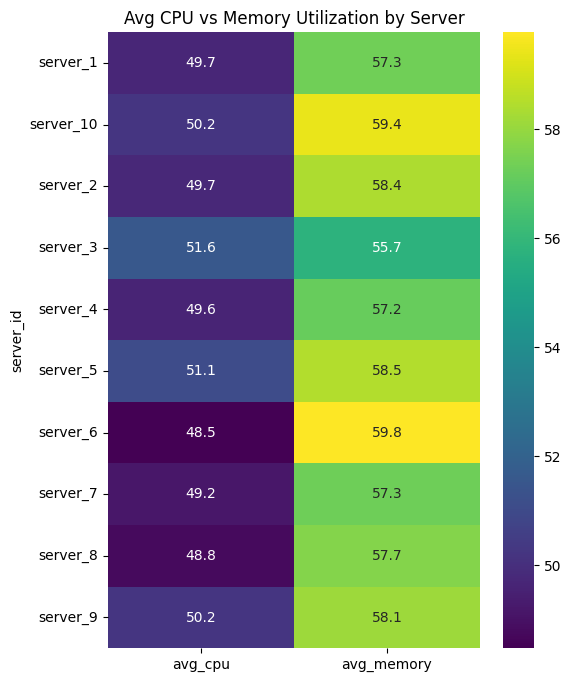 Avg CPU vs Memory Utilization by Server
server_id
server_1 49.7 57.3
server_10 50.2 59.4
server_2 49.7 58.4
server_3 51.6 55.7
server_4 49.6 57.2
server_5 51.1 58.5
server_6 48.5 59.8
server_7 49.2 57.3
server_8 48.8 57.7
server_9 50.2 58.1
avg_cpu avg_memory
58
56
54
52
50